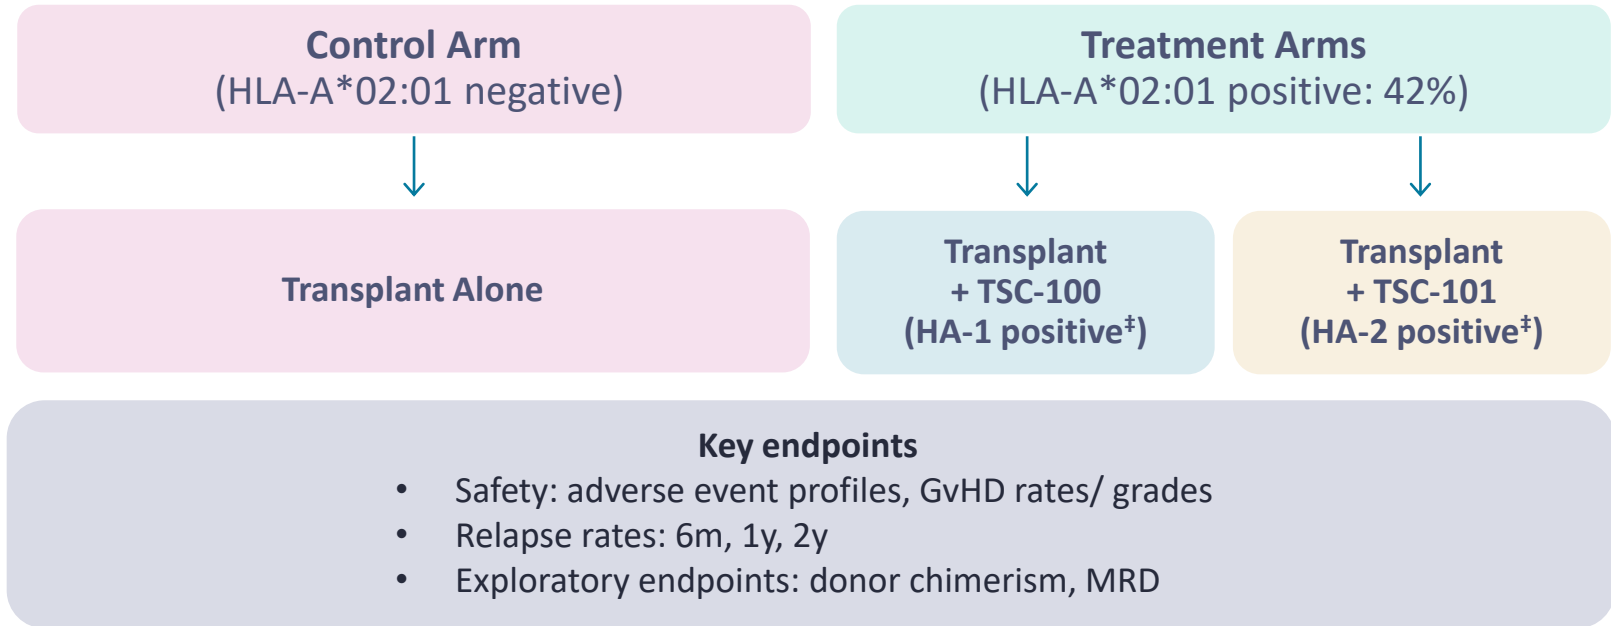 Control Arm
(HLA-A*02:01 negative)
Treatment Arms
(HLA-A*02:01 positive: 42%)
Transplant Alone
Transplant
+ TSC-100
(HA-1 positive‡)
Transplant
+ TSC-101
(HA-2 positive‡)
Key endpoints
• Safety: adverse event profiles, GvHD rates/ grades
• Relapse rates: 6m, 1y, 2y
• Exploratory endpoints: donor chimerism, MRD